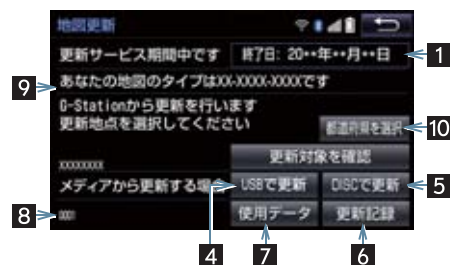 地図更新
更新サービス期間中です 終了日: 20••年••月••日 1
9 あなたの地図のタイプはXX-XXXX-XXXXです
G-Stationから更新を行います
更新地点を選択してください 都道府県を選択 10
更新対象を確認
XXXXXXXX
メディアから更新する場合 USBで更新 DISCで更新 5
8 使用データ 更新記録
4 7 6